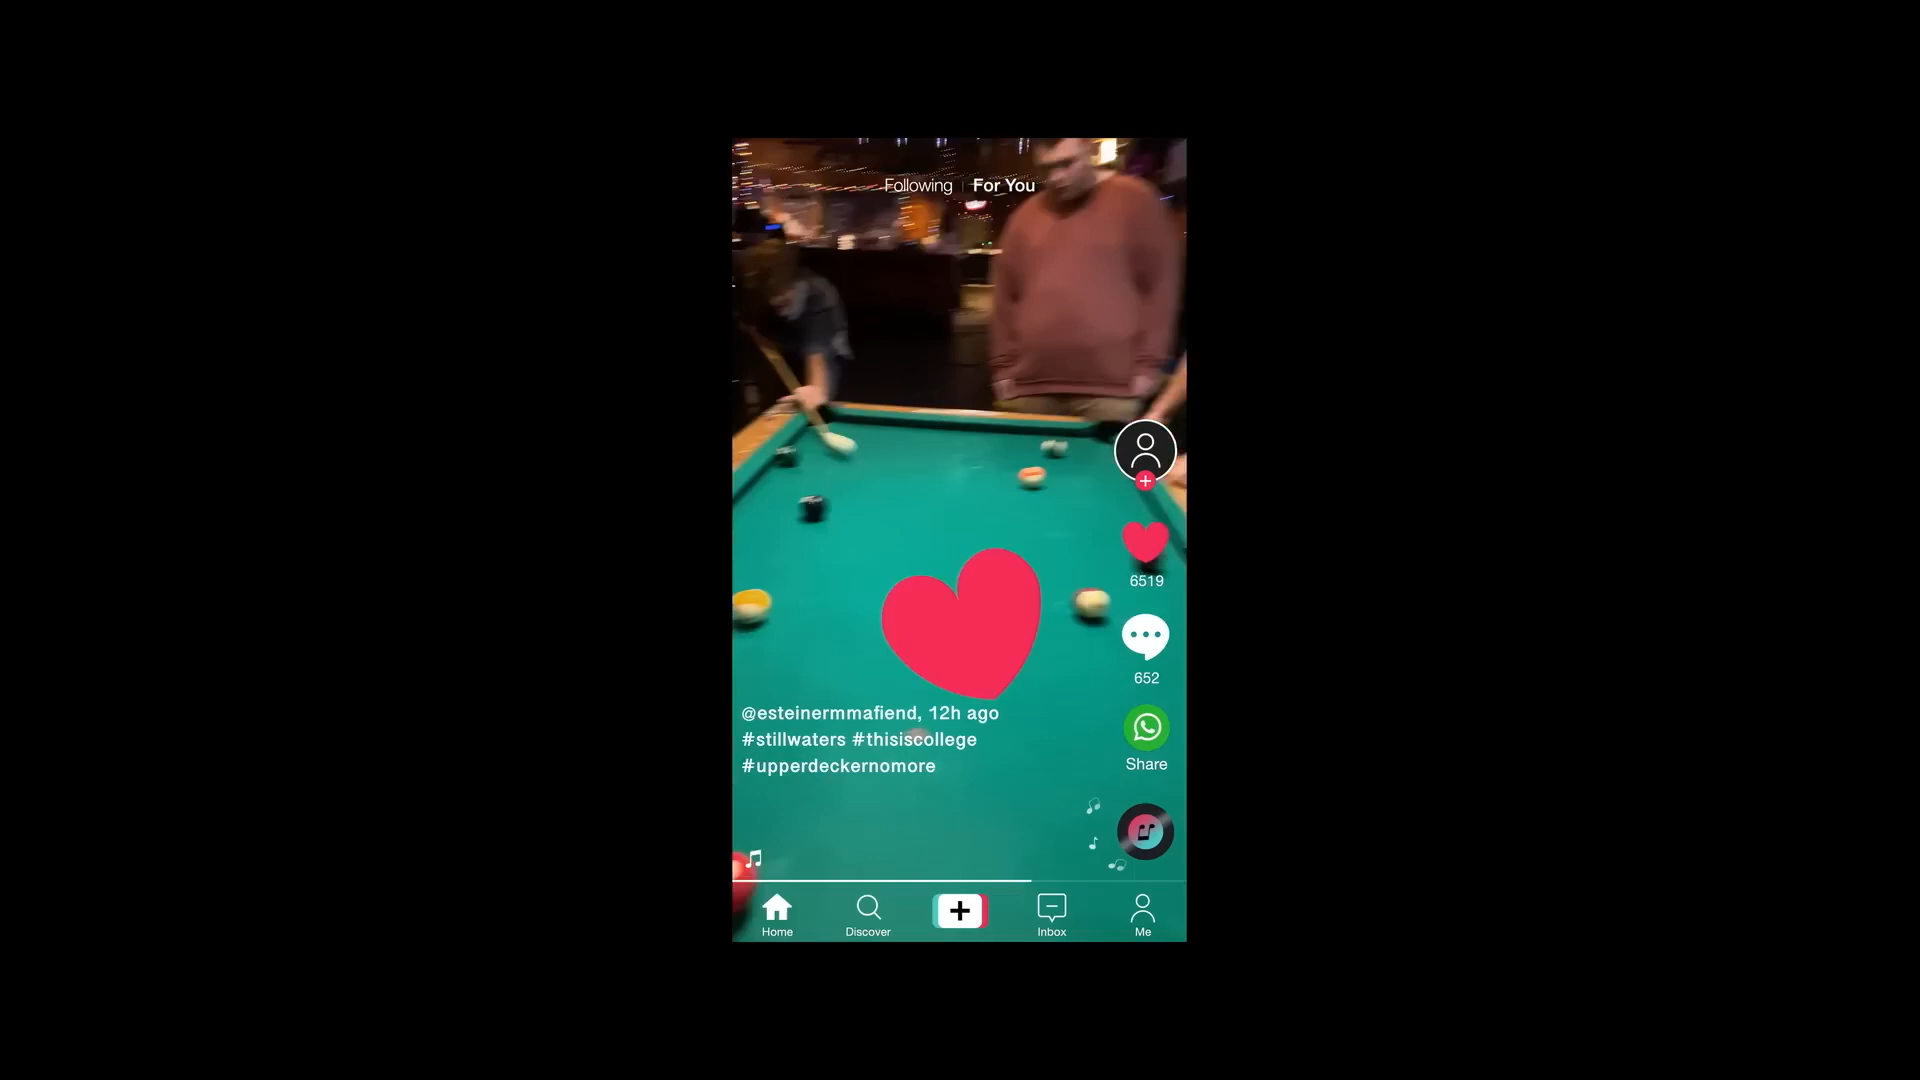 Following | For You
6519
652
@esteinermmafiend, 12h ago
#stillwaters #thisiscollege
#upperdeckernomore
Share
Home
Discover
Inbox
Me